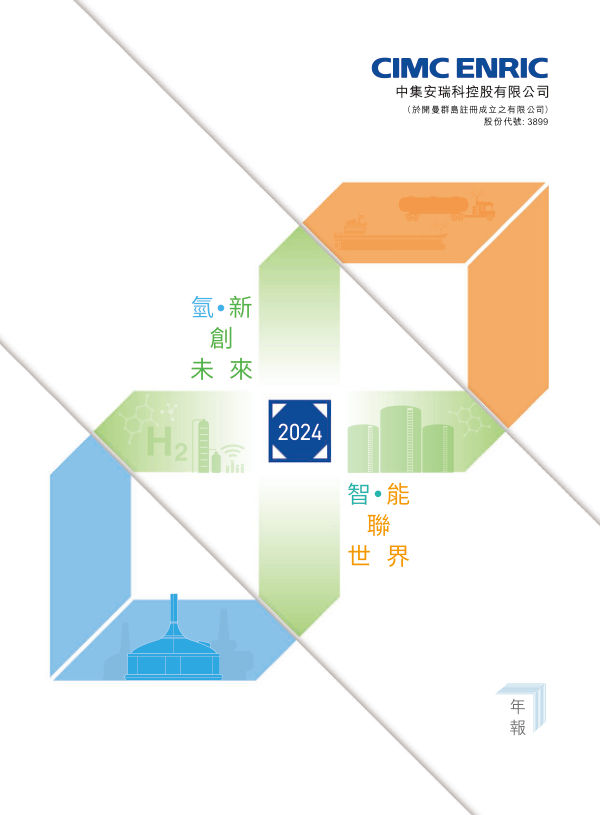 CIMC ENRIC
中集安瑞科控股有限公司
(於開曼群島註冊成立之有限公司)
股份代號: 3899
氫•新
創
未來
H2
2024
智•能
聯
世界
年
報